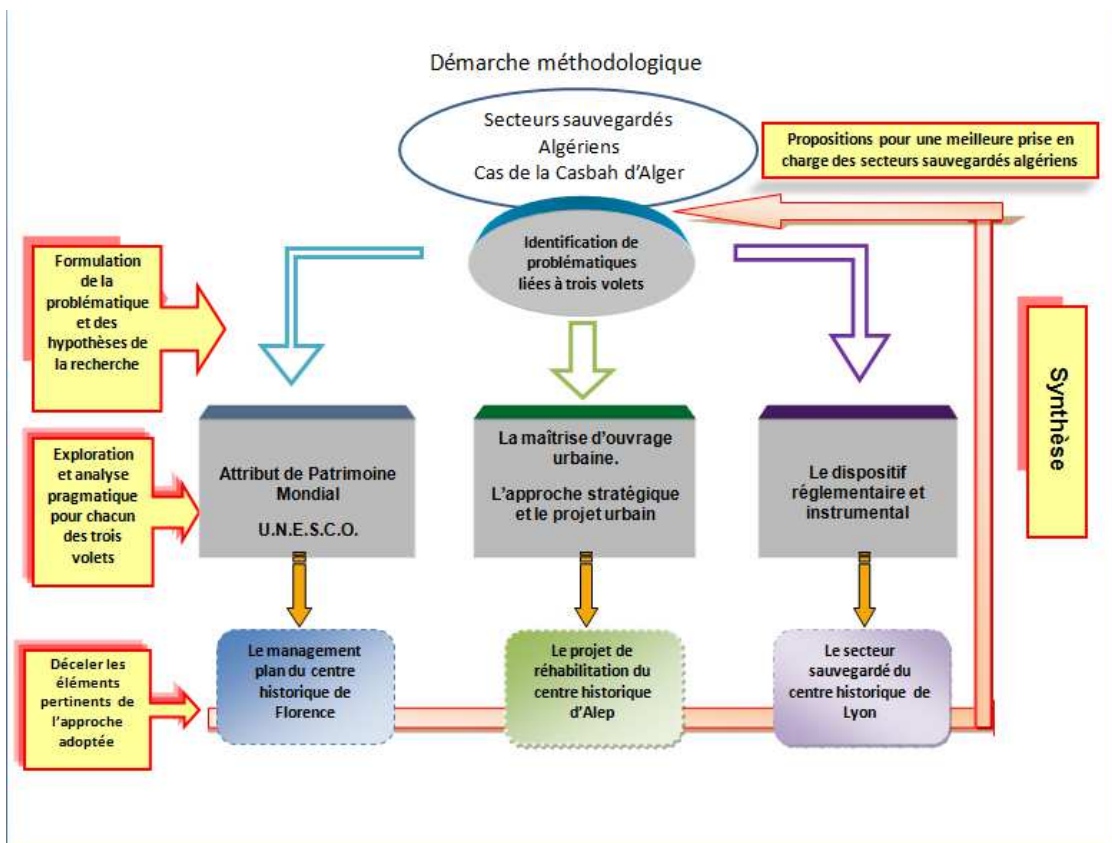 Démarche méthodologique
Secteurs sauvegardés
Algériens
Cas de la Casbah d'Alger
Propositions pour une meilleure prise en
charge des secteurs sauvegardés algériens
Identification de
problématiques
liées à trois volets
Formulation
de la
problématique
et des
hypothèses de
la recherche
Synthèse
Exploration
et analyse
pragmatique
pour chacun
des trois
volets
Attribut de Patrimoine
Mondial
U.N.E.S.C.O.
La maîtrise d'ouvrage
urbaine.
L'approche stratégique
et le projet urbain
Le dispositif
réglementaire et
instrumental
Déceler les
éléments
pertinents de
l'approche
adoptée
Le management
plan du centre
historique de
Florence
Le projet de
réhabilitation du
centre historique
d'Alep
Le secteur
sauvegardé du
centre historique de
Lyon